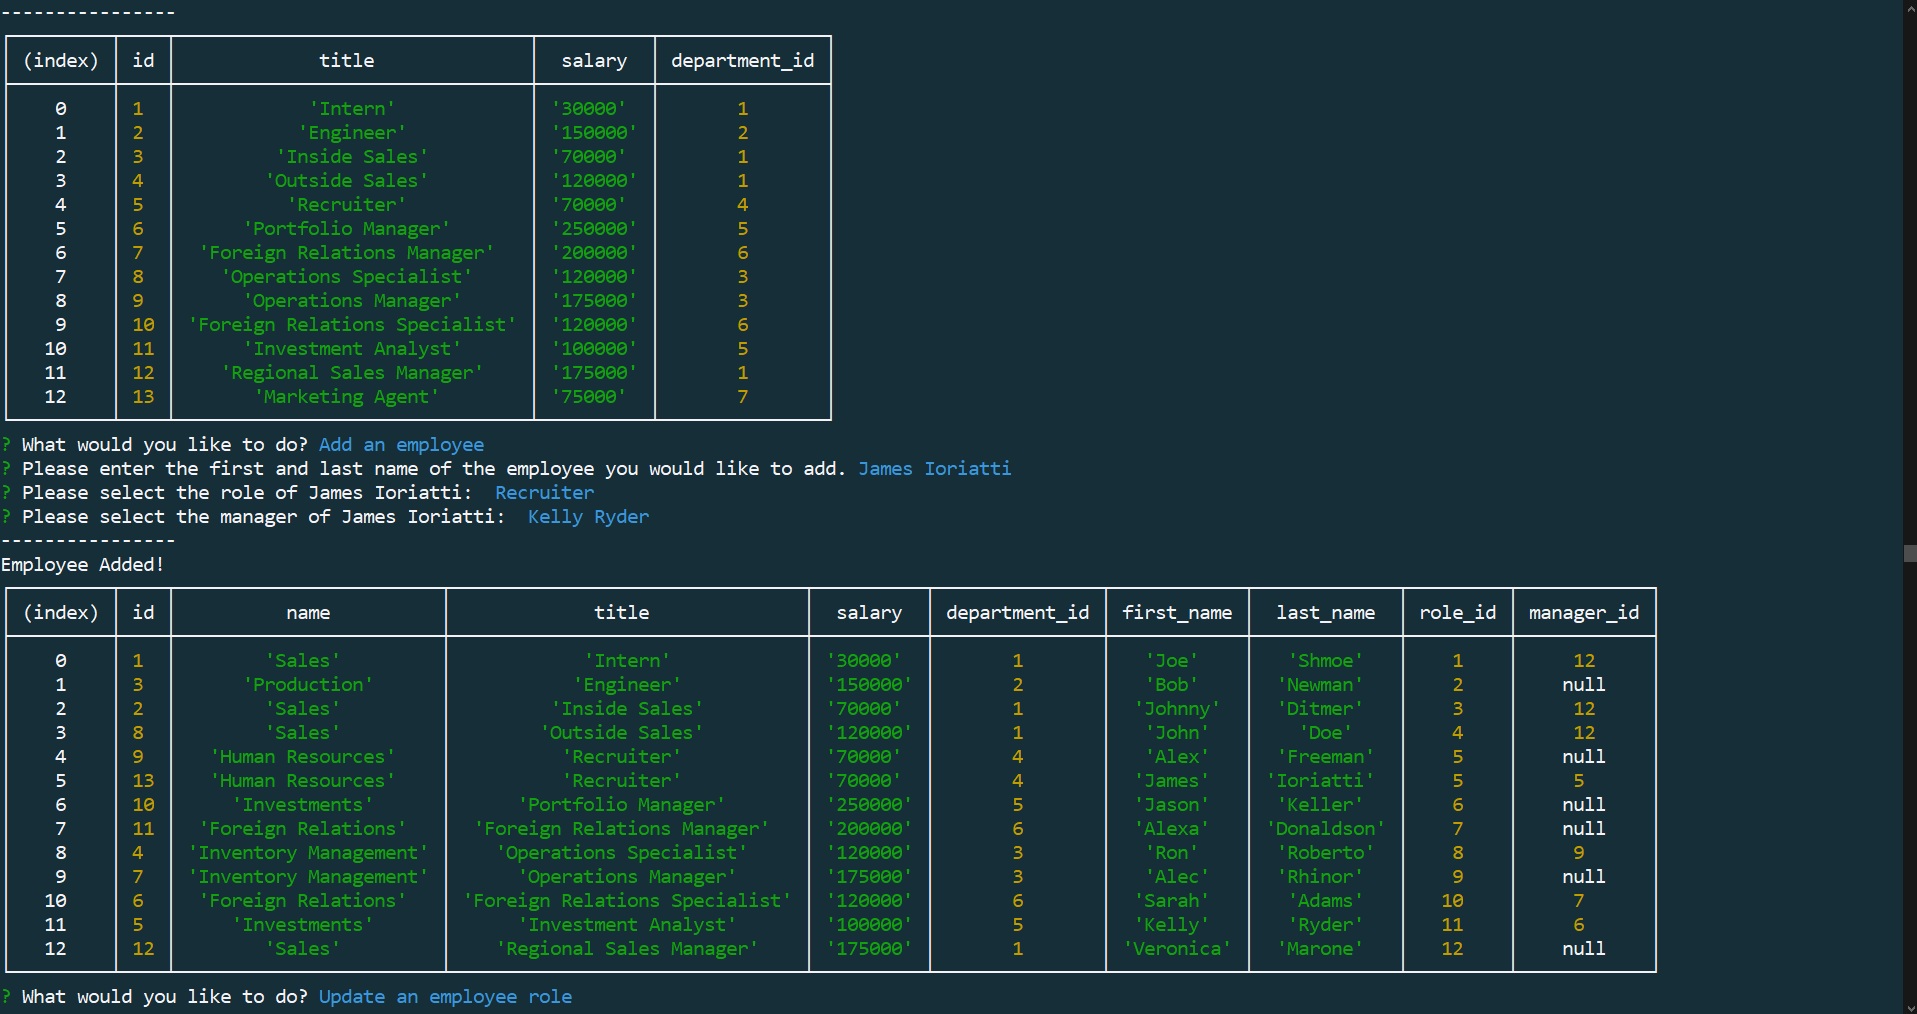 ----------------
(index) id title salary department_id
0 1 'Intern' '30000' 1
1 2 'Engineer' '150000' 2
2 3 'Inside Sales' '70000' 1
3 4 'Outside Sales' '120000' 1
4 5 'Recruiter' '70000' 4
5 6 'Portfolio Manager' '250000' 5
6 7 'Foreign Relations Manager' '200000' 6
7 8 'Operations Specialist' '120000' 3
8 9 'Operations Manager' '175000' 3
9 10 'Foreign Relations Specialist' '120000' 6
10 11 'Investment Analyst' '100000' 5
11 12 'Regional Sales Manager' '175000' 1
12 13 'Marketing Agent' '75000' 7
? What would you like to do? Add an employee
? Please enter the first and last name of the employee you would like to add. James Ioriatti
? Please select the role of James Ioriatti:  Recruiter
? Please select the manager of James Ioriatti:  Kelly Ryder
----------------
Employee Added!
(index) id name title salary department_id first_name last_name role_id manager_id
0 1 'Sales' 'Intern' '30000' 1 'Joe' 'Shmoe' 1 12
1 3 'Production' 'Engineer' '150000' 2 'Bob' 'Newman' 2 null
2 2 'Sales' 'Inside Sales' '70000' 1 'Johnny' 'Ditmer' 3 12
3 8 'Sales' 'Outside Sales' '120000' 1 'John' 'Doe' 4 12
4 9 'Human Resources' 'Recruiter' '70000' 4 'Alex' 'Freeman' 5 null
5 13 'Human Resources' 'Recruiter' '70000' 4 'James' 'Ioriatti' 5 5
6 10 'Investments' 'Portfolio Manager' '250000' 5 'Jason' 'Keller' 6 null
7 11 'Foreign Relations' 'Foreign Relations Manager' '200000' 6 'Alexa' 'Donaldson' 7 null
8 4 'Inventory Management' 'Operations Specialist' '120000' 3 'Ron' 'Roberto' 8 9
9 7 'Inventory Management' 'Operations Manager' '175000' 3 'Alec' 'Rhinor' 9 null
10 6 'Foreign Relations' 'Foreign Relations Specialist' '120000' 6 'Sarah' 'Adams' 10 7
11 5 'Investments' 'Investment Analyst' '100000' 5 'Kelly' 'Ryder' 11 6
12 12 'Sales' 'Regional Sales Manager' '175000' 1 'Veronica' 'Marone' 12 null
? What would you like to do? Update an employee role